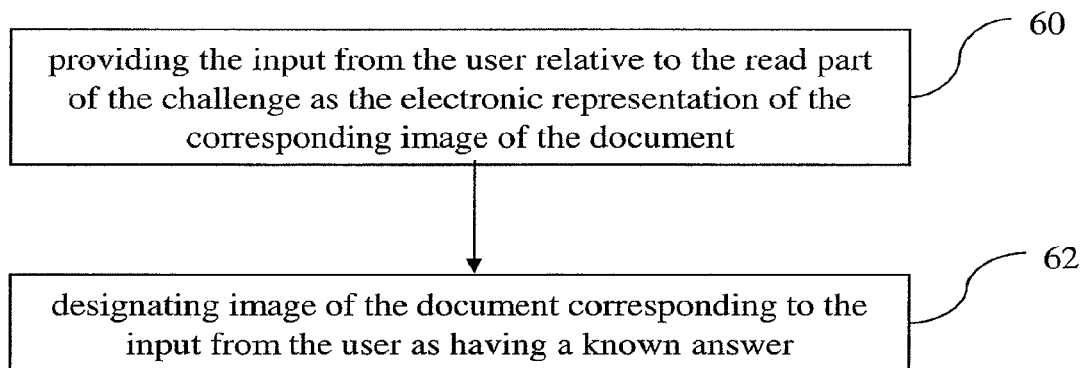 60
providing the input from the user relative to the read part
of the challenge as the electronic representation of the
corresponding image of the document
62
designating image of the document corresponding to the
input from the user as having a known answer